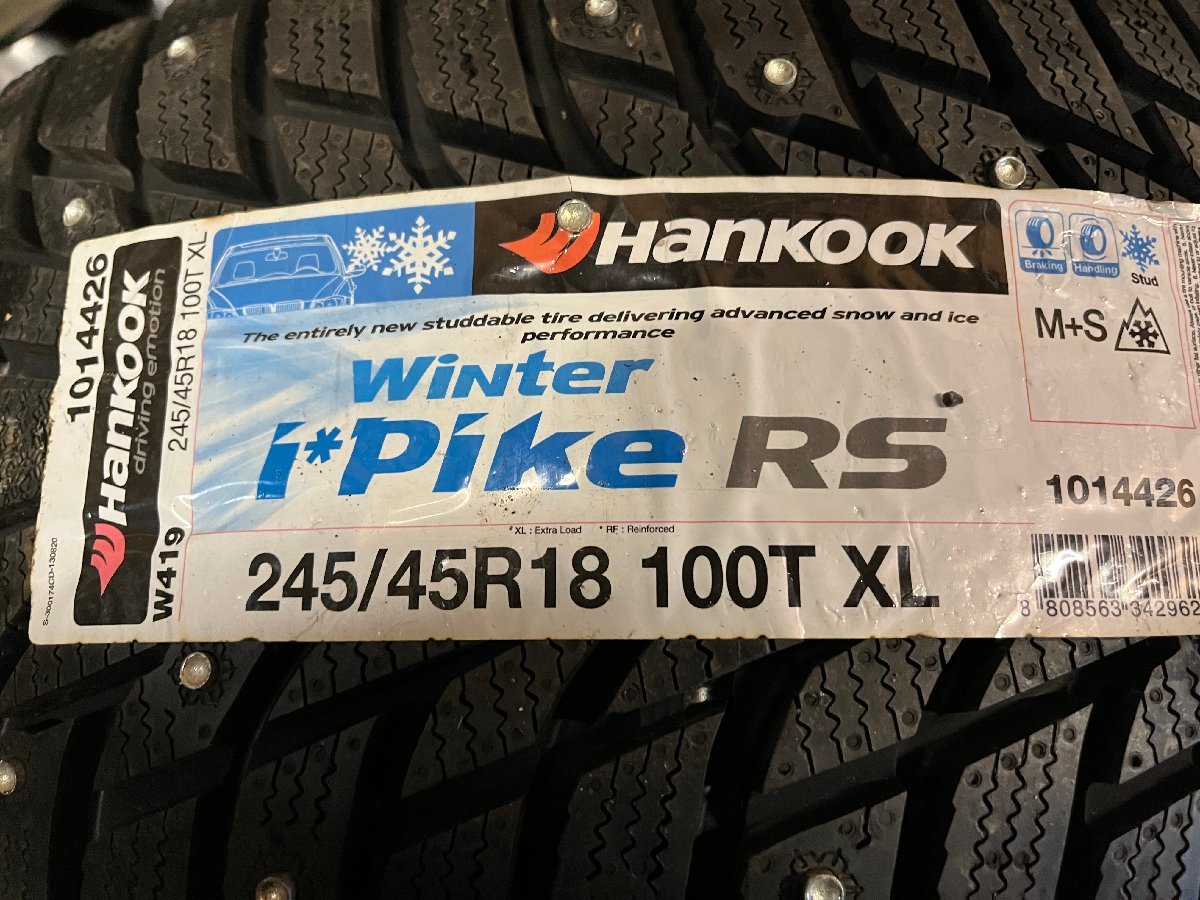 HANKOOK
Braking
Handling
Stud
The entirely new studdable tire delivering advanced snow and ice
performance
M+S
Winter
i*Pike RS
1014426
*XL : Extra Load *RF : Reinforced
245/45R18 100T XL
8 808563 34296
1014426
HANKOOK
driving emotion
245/45R18 100T XL
W419